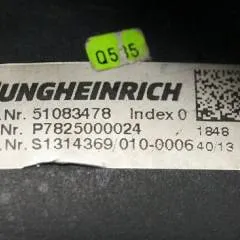 Q515
UNGHEINRICH
.Nr. 51083478 Index 0
Nr. P7825000024 1848
.Nr. S1314369/010-0006 40/13